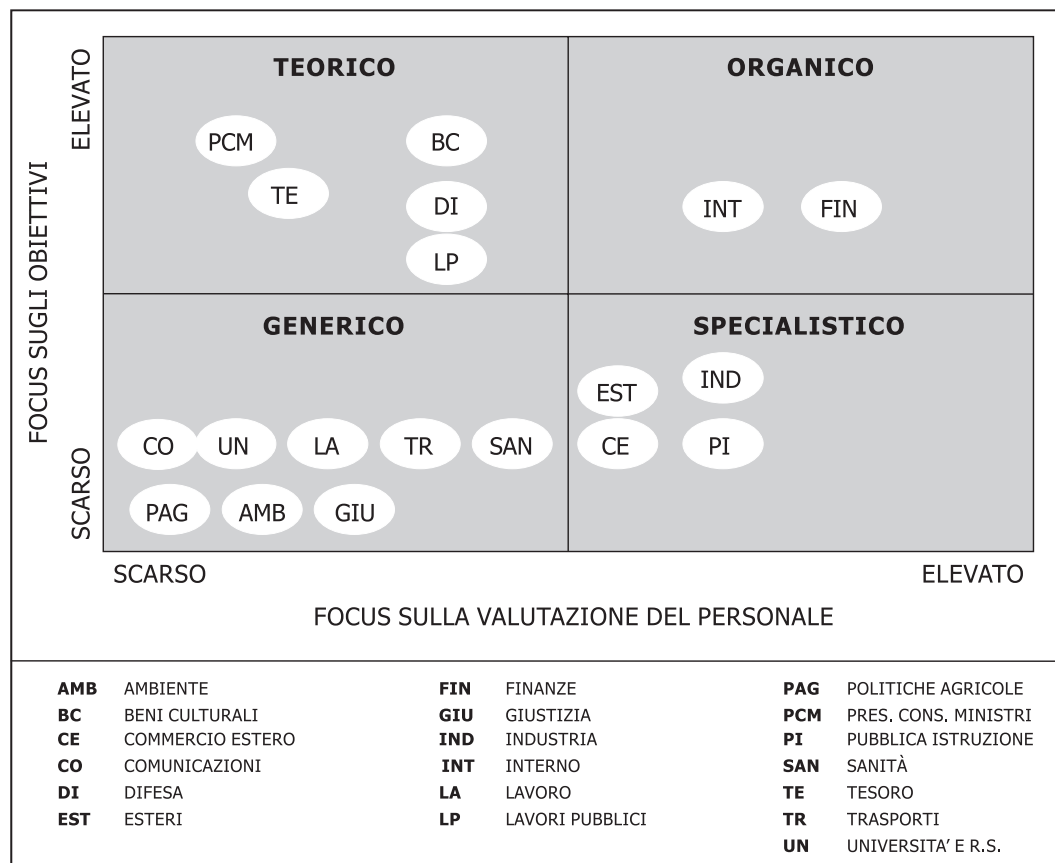 TEORICO
ORGANICO
PCM
BC
TE
DI
INT
FIN
LP
GENERICO
SPECIALISTICO
EST
IND
CO
UN
LA
TR
SAN
CE
PI
PAG
AMB
GIU
ELEVATO
SCARSO
FOCUS SUGLI OBIETTIVI
SCARSO
ELEVATO
FOCUS SULLA VALUTAZIONE DEL PERSONALE
AMB AMBIENTE
BC BENI CULTURALI
CE COMMERCIO ESTERO
CO COMUNICAZIONI
DI DIFESA
EST ESTERI
FIN FINANZE
GIU GIUSTIZIA
IND INDUSTRIA
INT INTERNO
LA LAVORO
LP LAVORI PUBBLICI
PAG POLITICHE AGRICOLE
PCM PRES. CONS. MINISTRI
PI PUBBLICA ISTRUZIONE
SAN SANITÀ
TE TESORO
TR TRASPORTI
UN UNIVERSITA' E R.S.